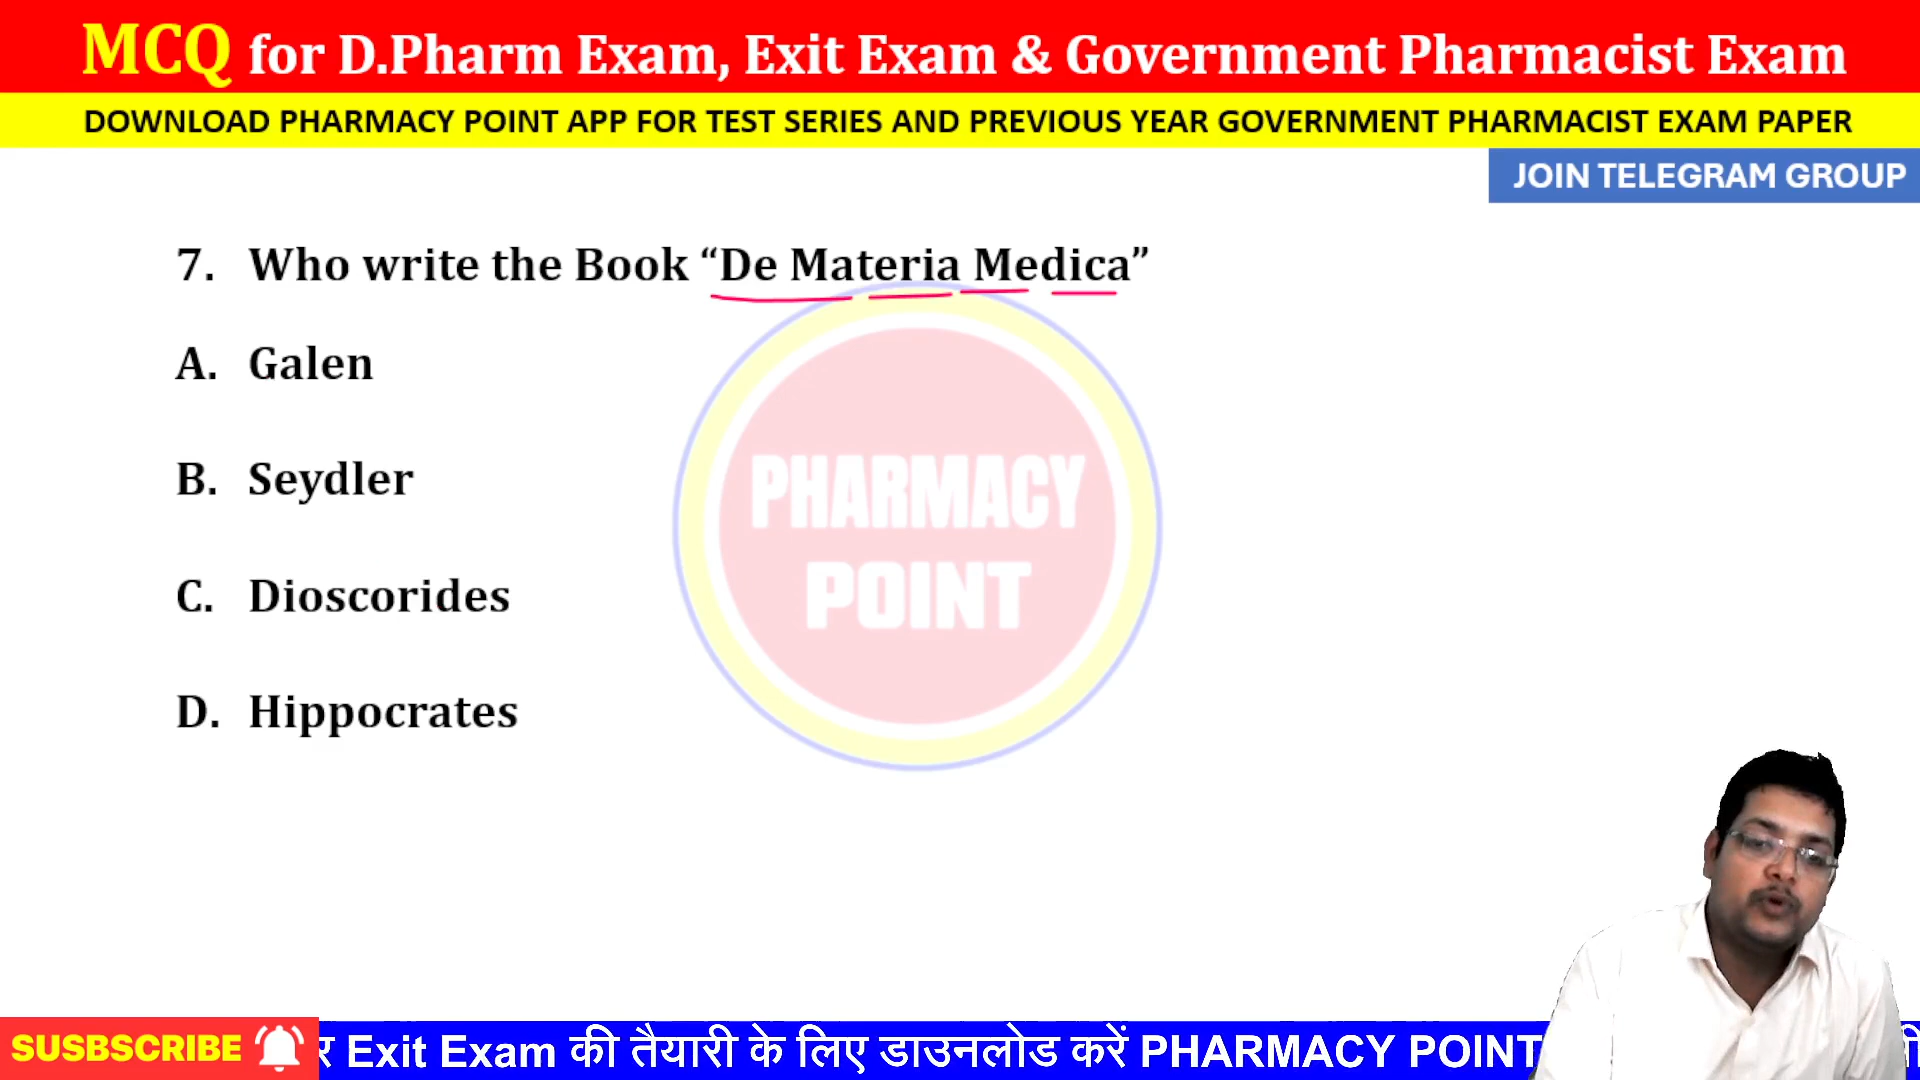 MCQ for D.Pharm Exam, Exit Exam & Government Pharmacist Exam
DOWNLOAD PHARMACY POINT APP FOR TEST SERIES AND PREVIOUS YEAR GOVERNMENT PHARMACIST EXAM PAPER
JOIN TELEGRAM GROUP
7. Who write the Book “De Materia Medica”
A. Galen
B. Seydler
C. Dioscorides
D. Hippocrates
PHARMACY
POINT
SUSBSCRIBE
Exit Exam की तैयारी के लिए डाउनलोड करें PHARMACY POINT